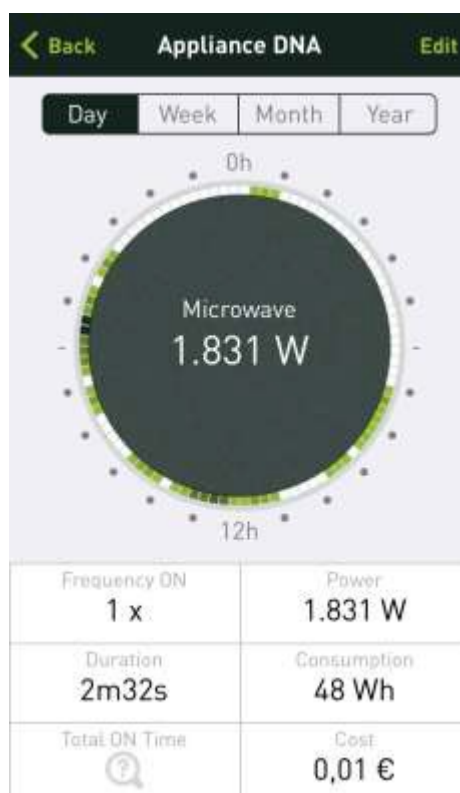 Back Appliance DNA Edit
Day Week Month Year
0h
Microwave
1.831 W
12h
Frequency ON Power
1 x 1.831 W
Duration Consumption
2m32s 48 Wh
Total ON Time Cost
? 0,01 €